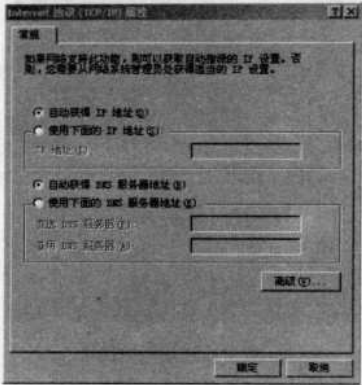 Internet 协议 (TCP/IP) 属性
常规
如果网络支持此功能，则可以获取自动指派的 IP 设置。否
则，您需要从网络系统管理员处获得适当的 IP 设置。
自动获得 IP 地址(O)
使用下面的 IP 地址(S):
IP 地址(I):
自动获得 DNS 服务器地址(B)
使用下面的 DNS 服务器地址(E)
首选 DNS 服务器(P):
备用 DNS 服务器(A):
高级(V)...
确定
取消